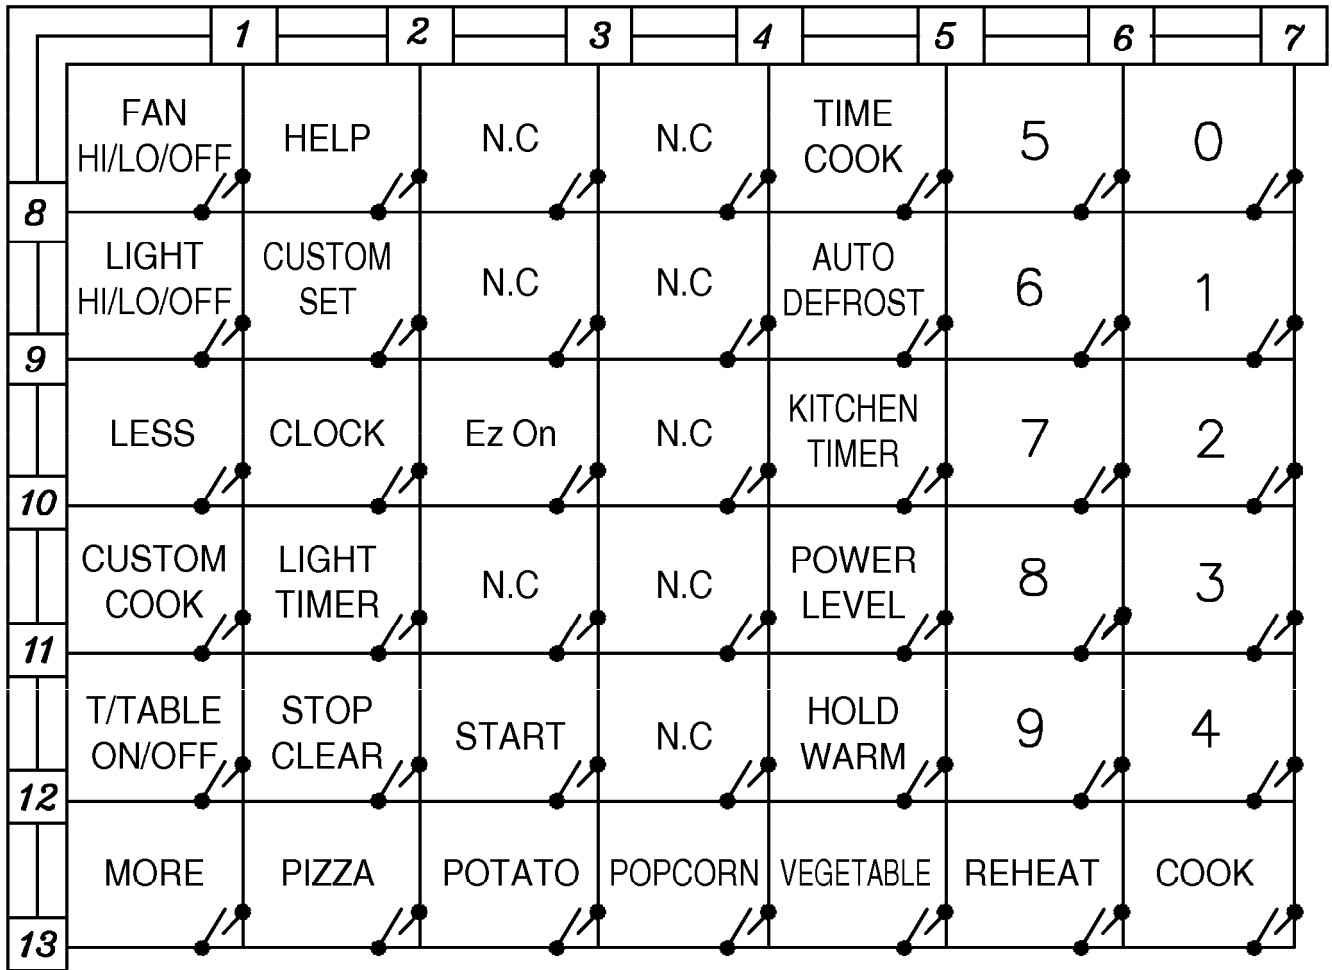 1 2 3 4 5 6 7
FAN
HI/LO/OFF
HELP
N.C
N.C
TIME
COOK
5
0
8
LIGHT
HI/LO/OFF
CUSTOM
SET
N.C
N.C
AUTO
DEFROST
6
1
9
LESS
CLOCK
Ez On
N.C
KITCHEN
TIMER
7
2
10
CUSTOM
COOK
LIGHT
TIMER
N.C
N.C
POWER
LEVEL
8
3
11
T/TABLE
ON/OFF
STOP
CLEAR
START
N.C
HOLD
WARM
9
4
12
MORE
PIZZA
POTATO
POPCORN
VEGETABLE
REHEAT
COOK
13